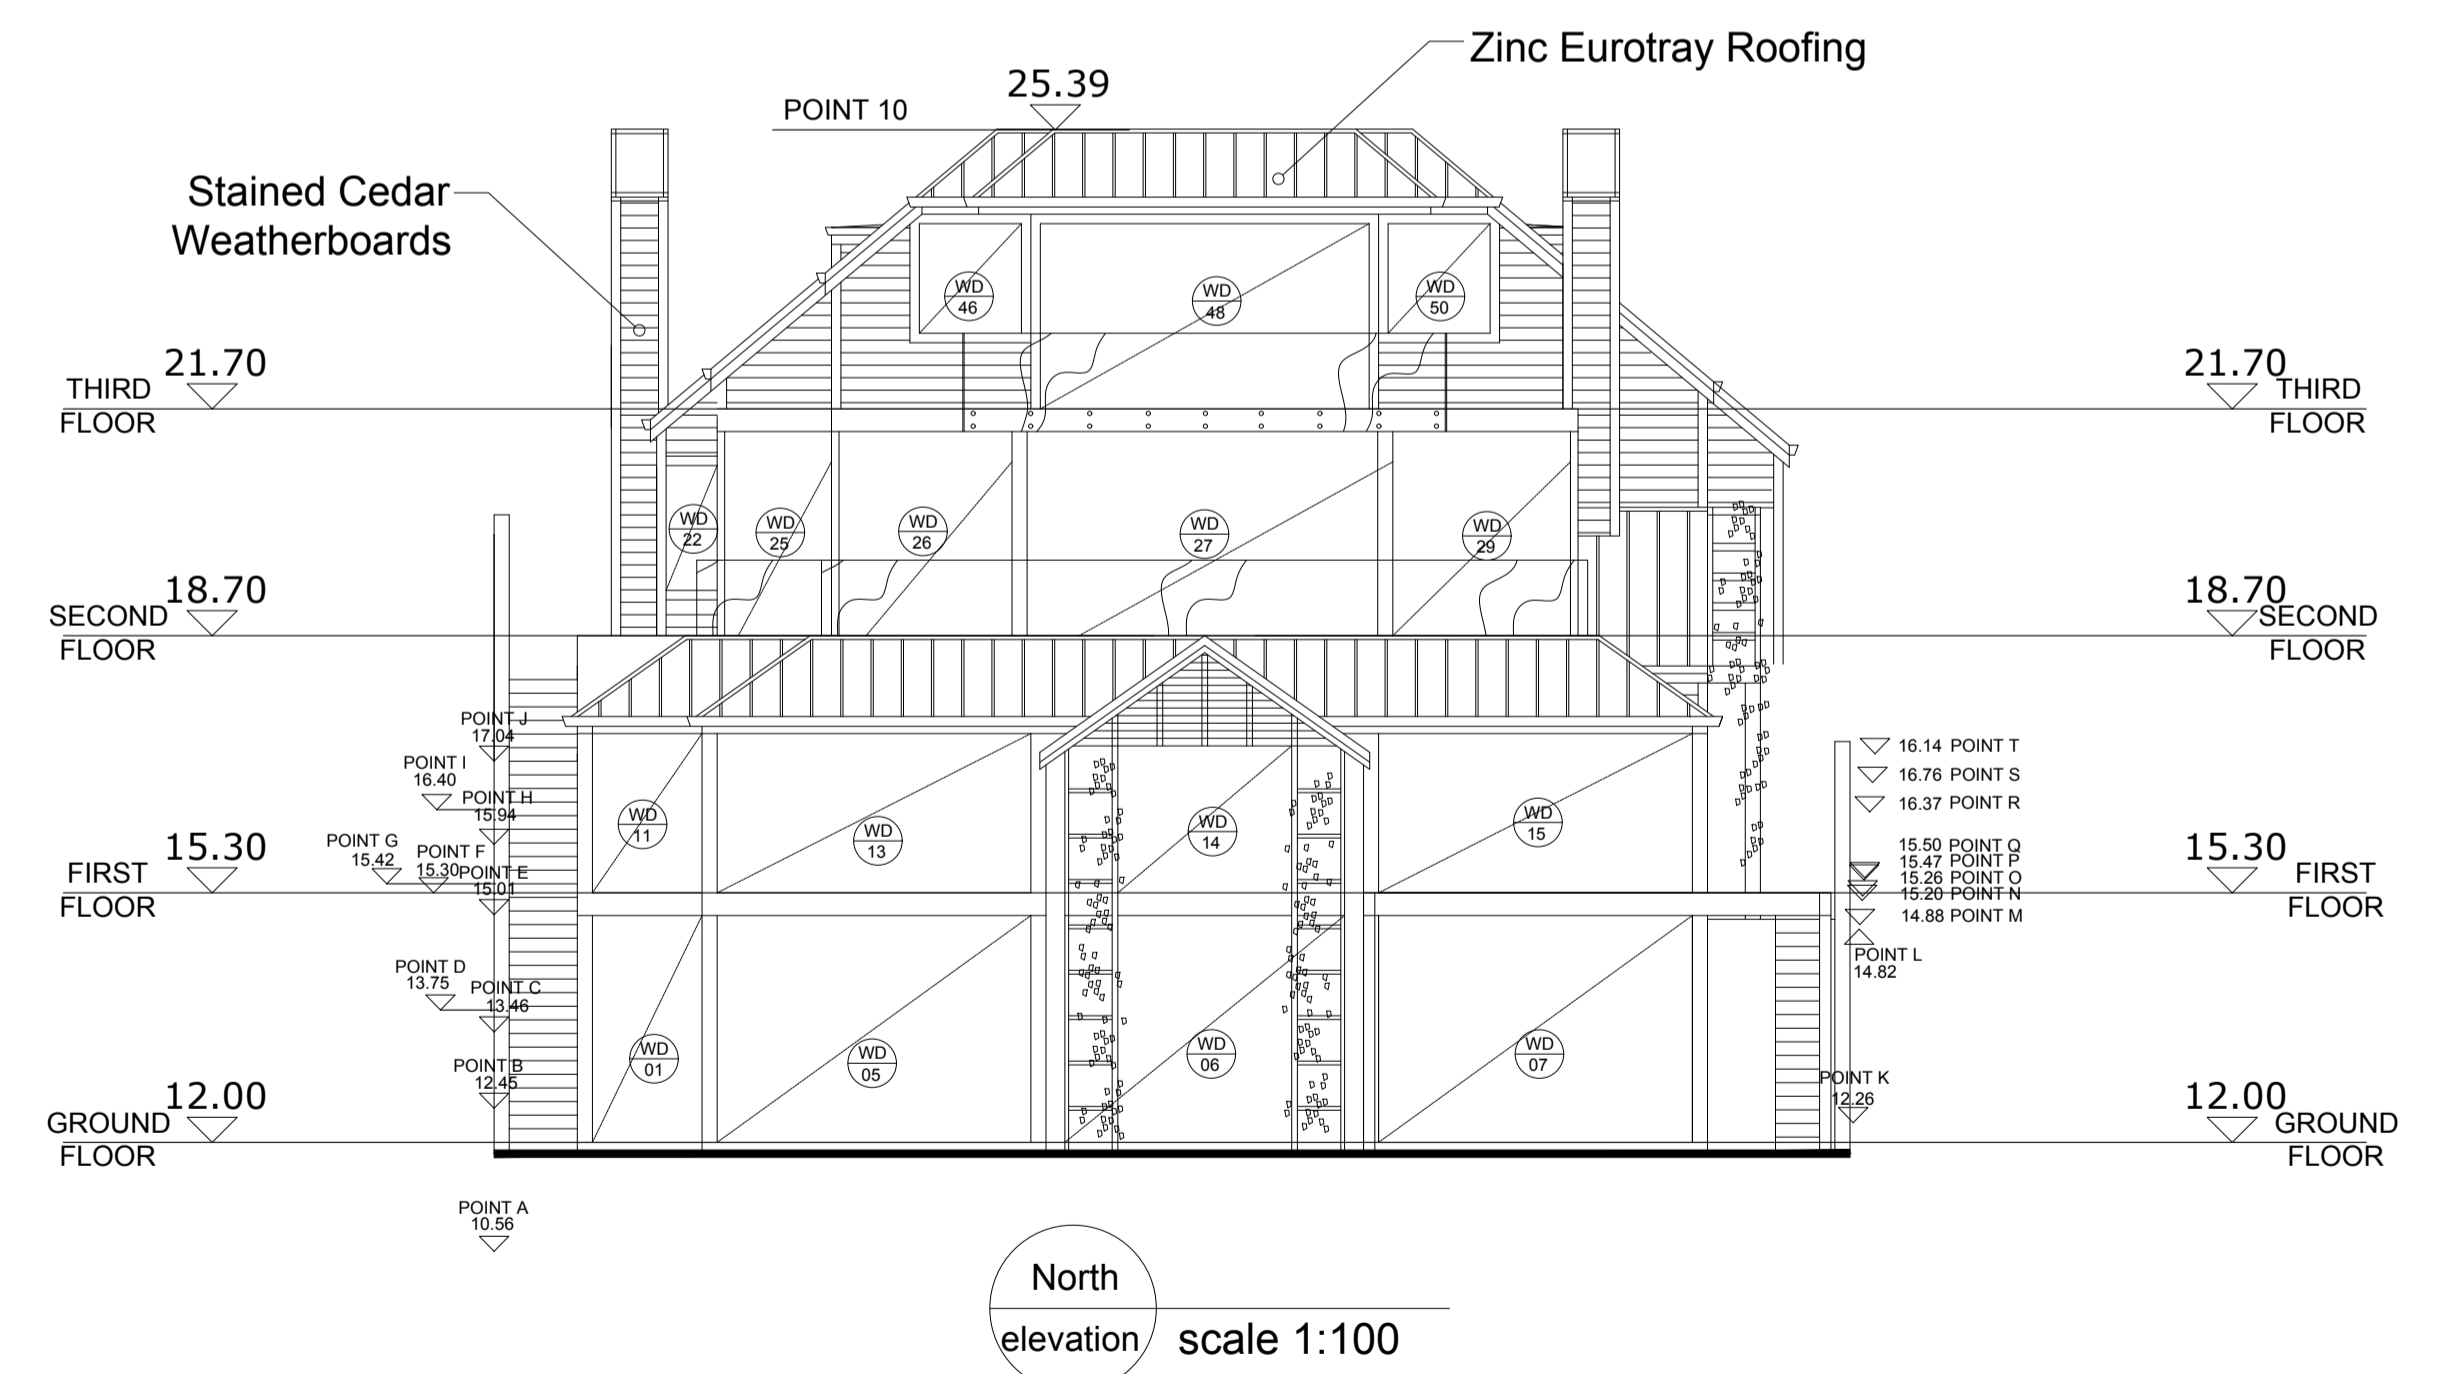 Zinc Eurotray Roofing
25.39
POINT 10
Stained Cedar
Weatherboards
WD
46
WD
48
WD
50
21.70
THIRD
FLOOR
21.70
THIRD
FLOOR
WD
22
WD
25
WD
26
WD
27
WD
29
18.70
SECOND
FLOOR
18.70
SECOND
FLOOR
POINT J
17.04
POINT I
16.40
POINT H
15.94
POINT G
15.42
POINT F
15.30
POINT E
15.01
16.14 POINT T
16.76 POINT S
16.37 POINT R
15.50 POINT Q
15.47 POINT P
15.26 POINT O
15.20 POINT N
14.88 POINT M
POINT L
14.82
WD
11
WD
13
WD
14
WD
15
15.30
FIRST
FLOOR
15.30
FIRST
FLOOR
POINT D
13.75
POINT C
13.46
POINT B
12.45
WD
01
WD
05
WD
06
WD
07
POINT K
12.26
12.00
GROUND
FLOOR
12.00
GROUND
FLOOR
POINT A
10.56
North
elevation
scale 1:100